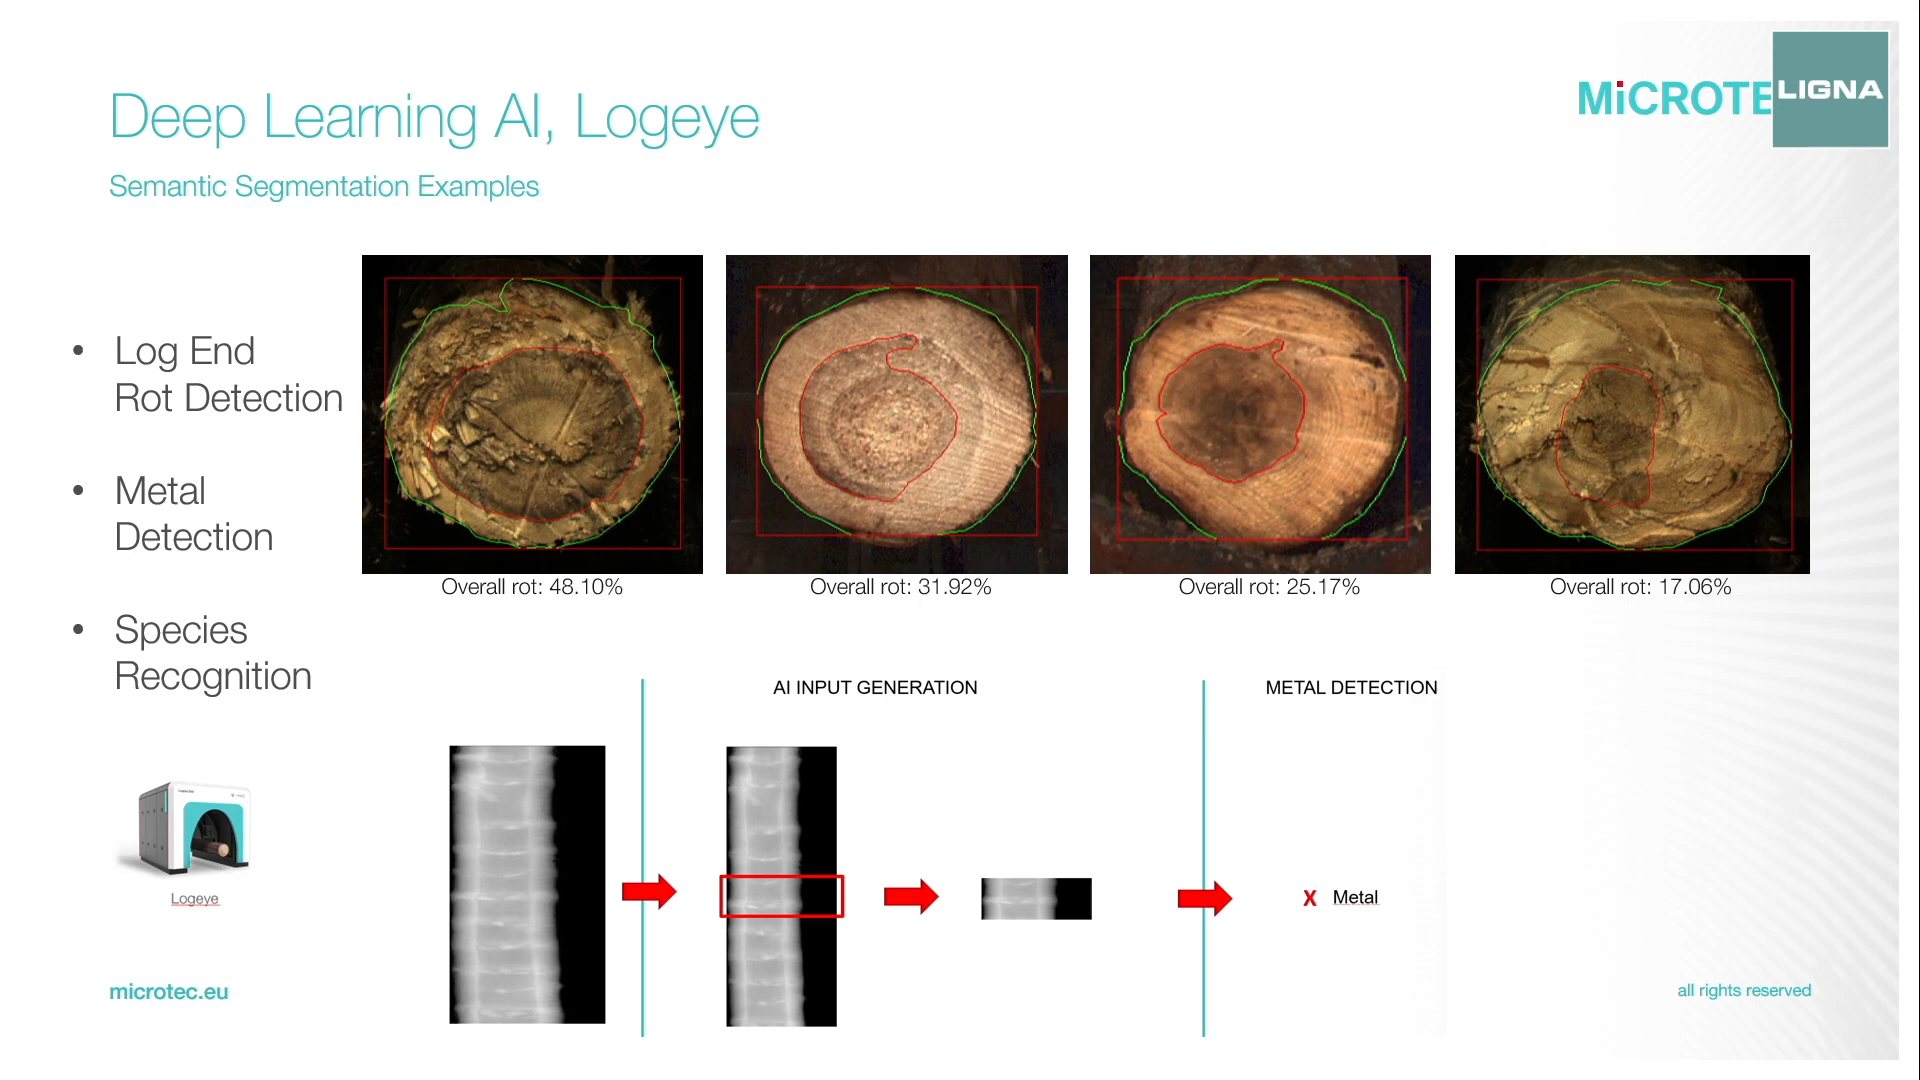 Deep Learning AI, Logeye
MiCROTE
LIGNA
Semantic Segmentation Examples
• Log End
Rot Detection
• Metal
Detection
• Species
Recognition
Overall rot: 48.10%
Overall rot: 31.92%
Overall rot: 25.17%
Overall rot: 17.06%
AI INPUT GENERATION
METAL DETECTION
X Metal
Logeye
microtec.eu
all rights reserved